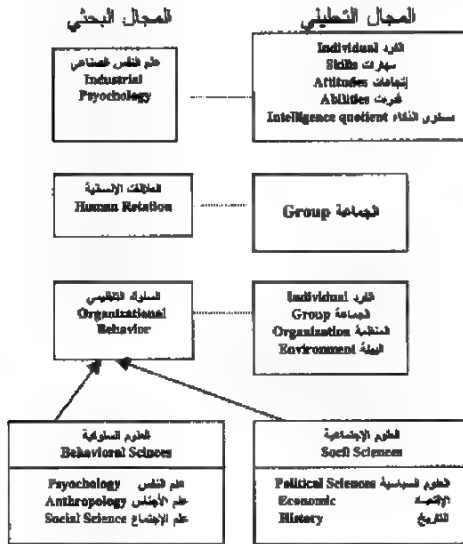 المجال البحثي
المجال التحليلي
علم النفس الصناعي
Industrial
Psychology
الفرد Individual
مهارات Skills
إتجاهات Attitudes
قدرات Abilities
مستوى الذكاء Intelligence quotient
العلاقات الإنسانية
Human Relation
الجماعة Group
السلوك التنظيمي
Organizational
Behavior
الفرد Individual
الجماعة Group
المنظمة Organization
البيئة Environment
العلوم السلوكية
Behavioral Scinces
علم النفس Psychology
علم الأجناس Anthropology
علم الإجتماع Social Science
العلوم الإجتماعية
Socil Sciences
العلوم السياسية Political Sciences
الإقتصاد Economic
التاريخ History